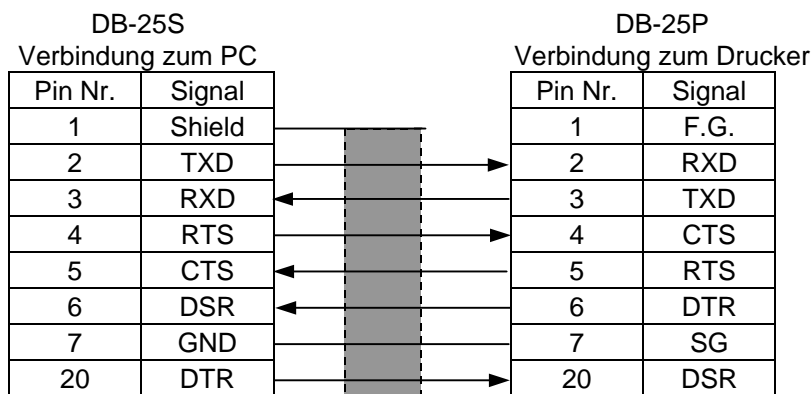 DB-25S DB-25P
Verbindung zum PC Verbindung zum Drucker
Pin Nr. Signal Pin Nr. Signal
1 Shield 1 F.G.
2 TXD 2 RXD
3 RXD 3 TXD
4 RTS 4 CTS
5 CTS 5 RTS
6 DSR 6 DTR
7 GND 7 SG
20 DTR 20 DSR